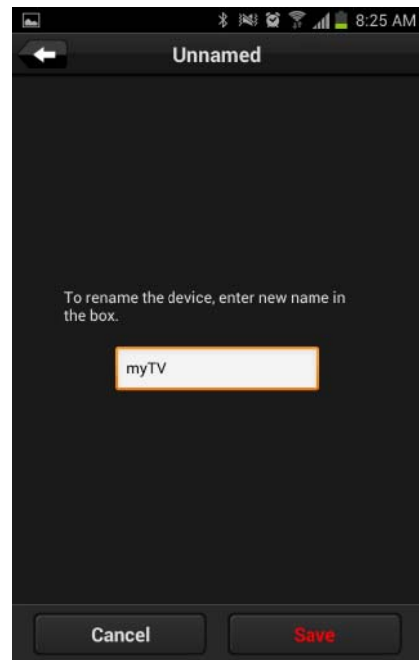 8:25 AM
Unnamed
To rename the device, enter new name in
the box.
myTV
Cancel
Save